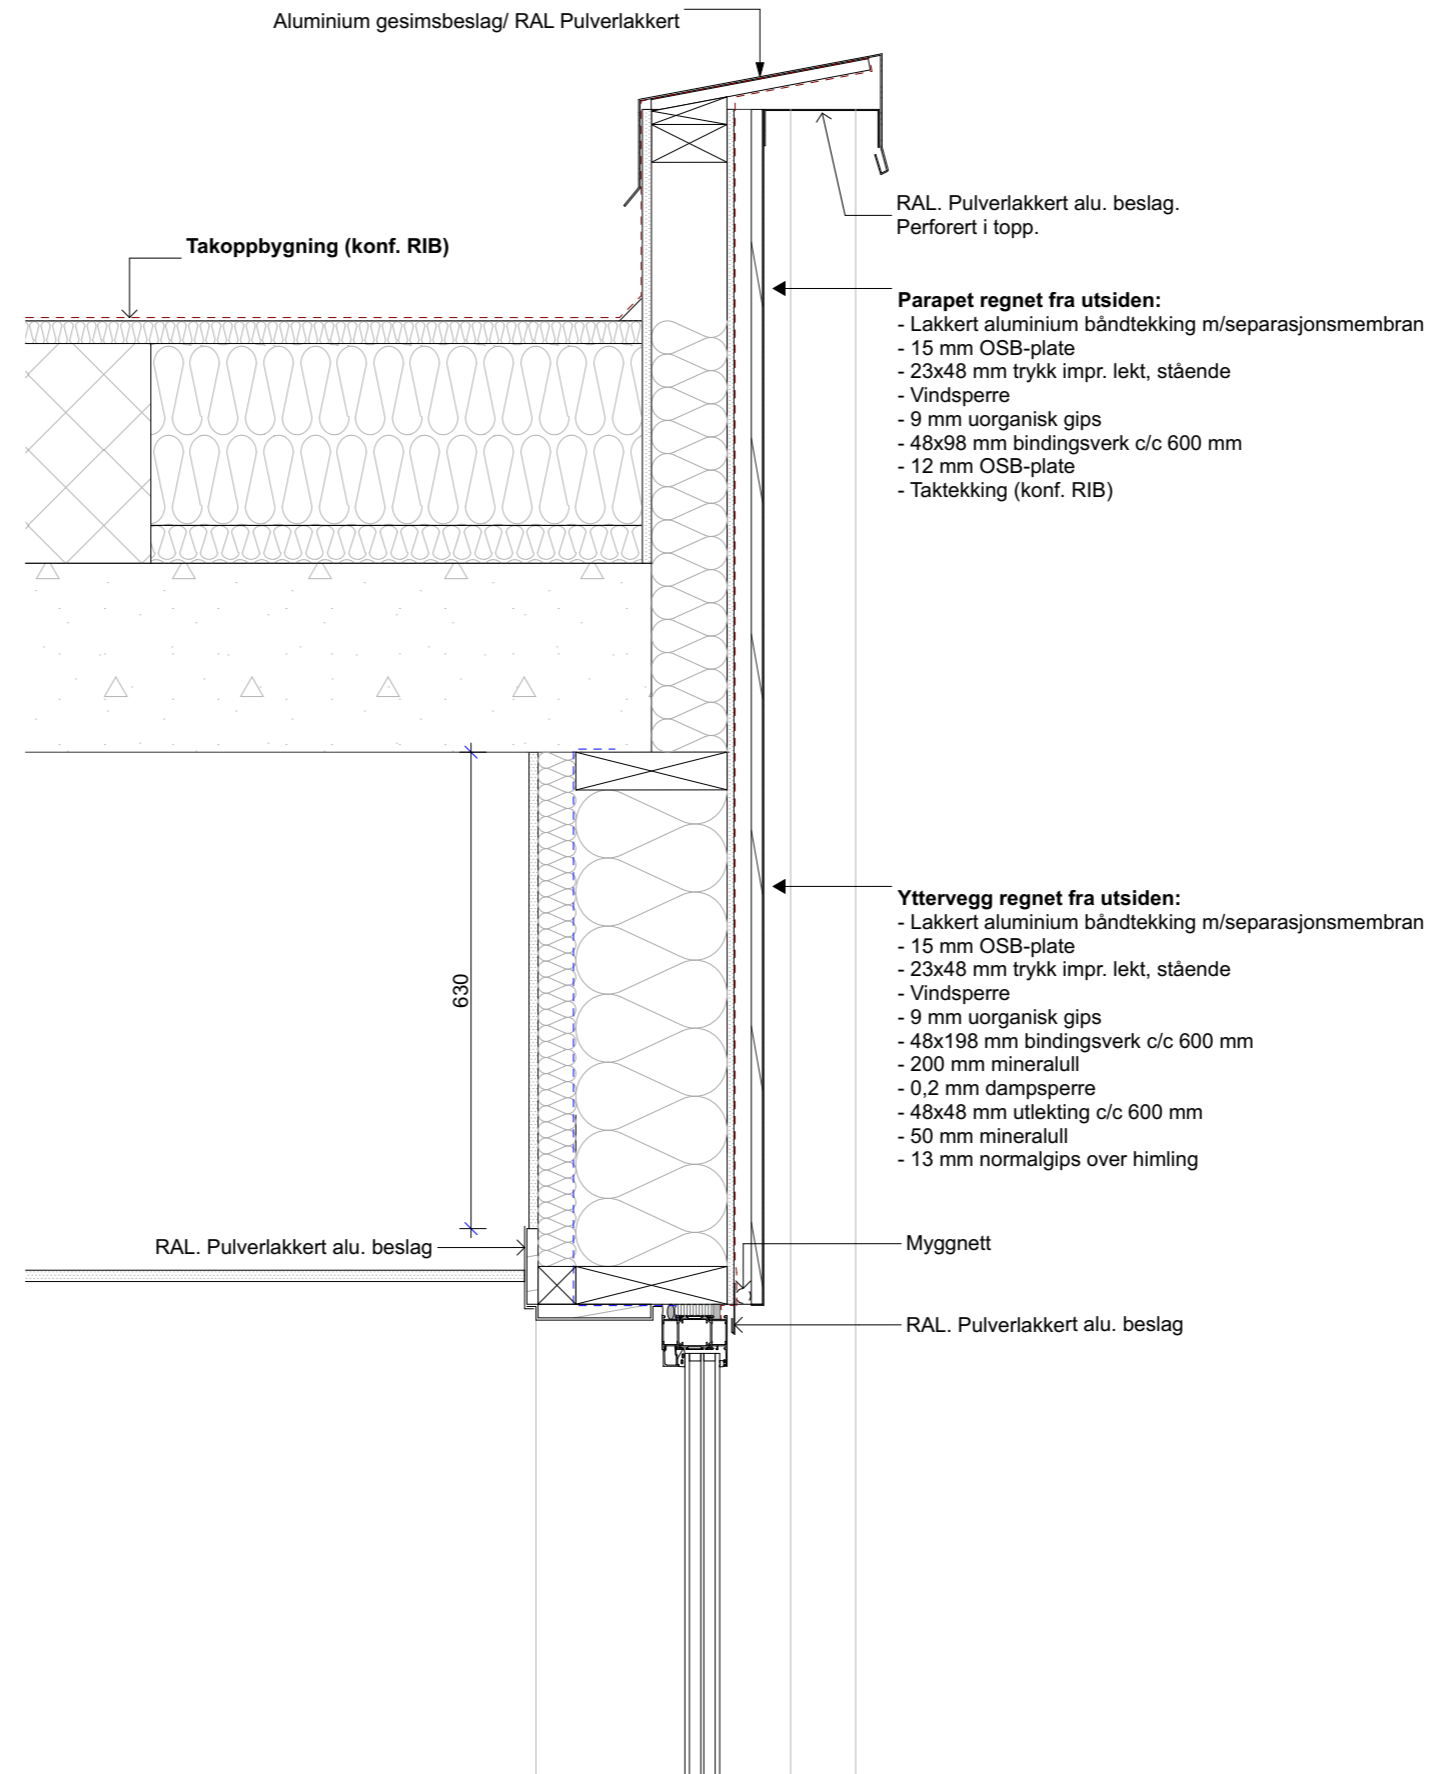 Aluminium gesimsbeslag/ RAL Pulverlakkert
RAL. Pulverlakkert alu. beslag.
Perforert i topp.
Takoppbygning (konf. RIB)
Parapet regnet fra utsiden:
- Lakkert aluminium båndtekking m/separasjonsmembran
- 15 mm OSB-plate
- 23x48 mm trykk impr. lekt, stående
- Vindsperre
- 9 mm uorganisk gips
- 48x98 mm bindingsverk c/c 600 mm
- 12 mm OSB-plate
- Taktekking (konf. RIB)
Yttervegg regnet fra utsiden:
- Lakkert aluminium båndtekking m/separasjonsmembran
- 15 mm OSB-plate
- 23x48 mm trykk impr. lekt, stående
- Vindsperre
- 9 mm uorganisk gips
- 48x198 mm bindingsverk c/c 600 mm
- 200 mm mineralull
- 0,2 mm dampsperre
- 48x48 mm utlekting c/c 600 mm
- 50 mm mineralull
- 13 mm normalgips over himling
630
RAL. Pulverlakkert alu. beslag
Myggnett
RAL. Pulverlakkert alu. beslag